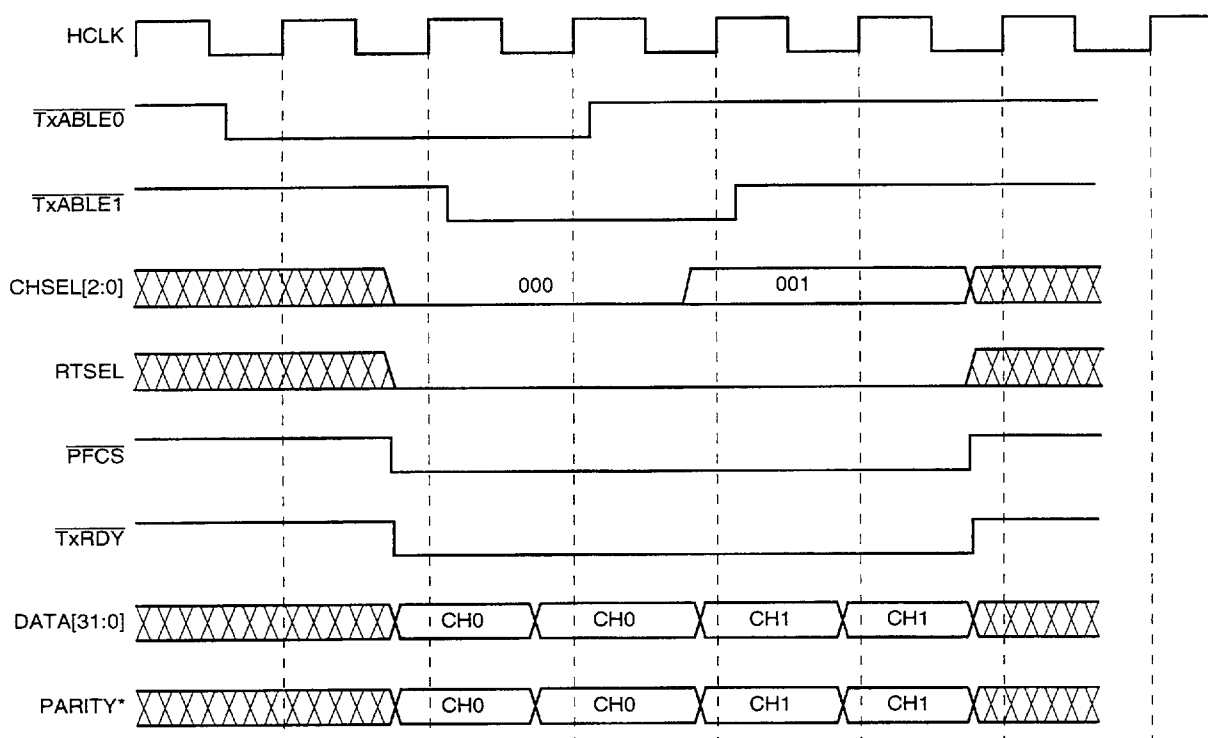 HCLK
TxABLE0
TxABLE1
CHSEL[2:0] 000 001
RTSEL
PFCS
TxRDY
DATA[31:0] CH0 CH0 CH1 CH1
PARITY* CH0 CH0 CH1 CH1